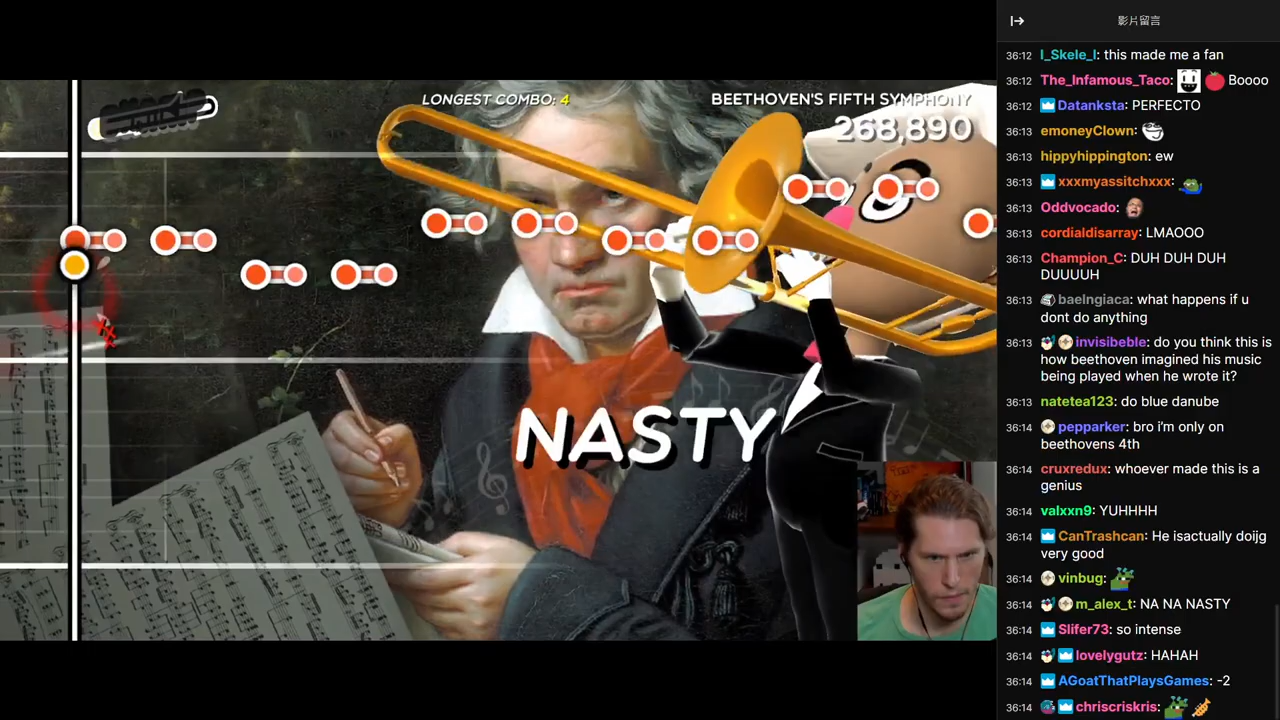 LONGEST COMBO: 4
BEETHOVEN'S FIFTH SYMPHONY
268,890
NASTY
影片留言
36:12 I_Skele_I: this made me a fan
36:12 The_Infamous_Taco: Boooo
36:12 Datanksta: PERFECTO
36:13 emoneyClown:
36:13 hippyhippington: ew
36:13 xxxmyassitchxxx:
36:13 Oddvocado:
36:13 cordialdisarray: LMAOOO
36:13 Champion_C: DUH DUH DUH
DUUUUH
36:13 baelngiaca: what happens if u
dont do anything
36:13 invisibeble: do you think this is
how beethoven imagined his music
being played when he wrote it?
36:13 natetea123: do blue danube
36:14 pepparker: bro i'm only on
beethovens 4th
36:14 cruxredux: whoever made this is a
genius
36:14 valxxn9: YUHHHH
36:14 CanTrashcan: He isactually doijg
very good
36:14 vinbug:
36:14 m_alex_t: NA NA NASTY
36:14 Slifer73: so intense
36:14 lovelygutz: HAHAH
36:14 AGoatThatPlaysGames: -2
36:14 chriscriskris: